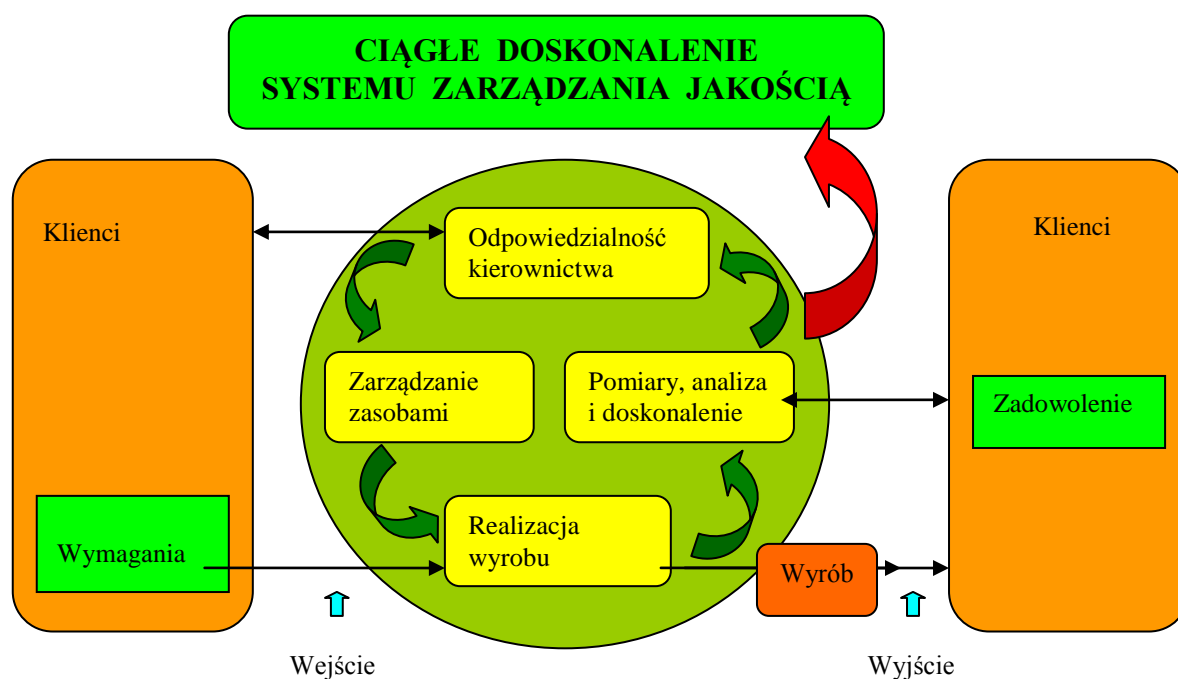 CIĄGŁE DOSKONALENIE
SYSTEMU ZARZĄDZANIA JAKOŚCIĄ
Klienci
Odpowiedzialność
kierownictwa
Klienci
Zarządzanie
zasobami
Pomiary, analiza
i doskonalenie
Zadowolenie
Wymagania
Realizacja
wyrobu
Wyrób
Wejście
Wyjście